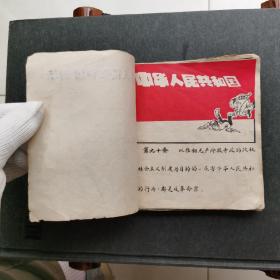 中华人民共和国
第九十条 以推翻无产阶级专政的政权
社会主义制度为目的的、危害中华人民共和
的行为，都是反革命罪。